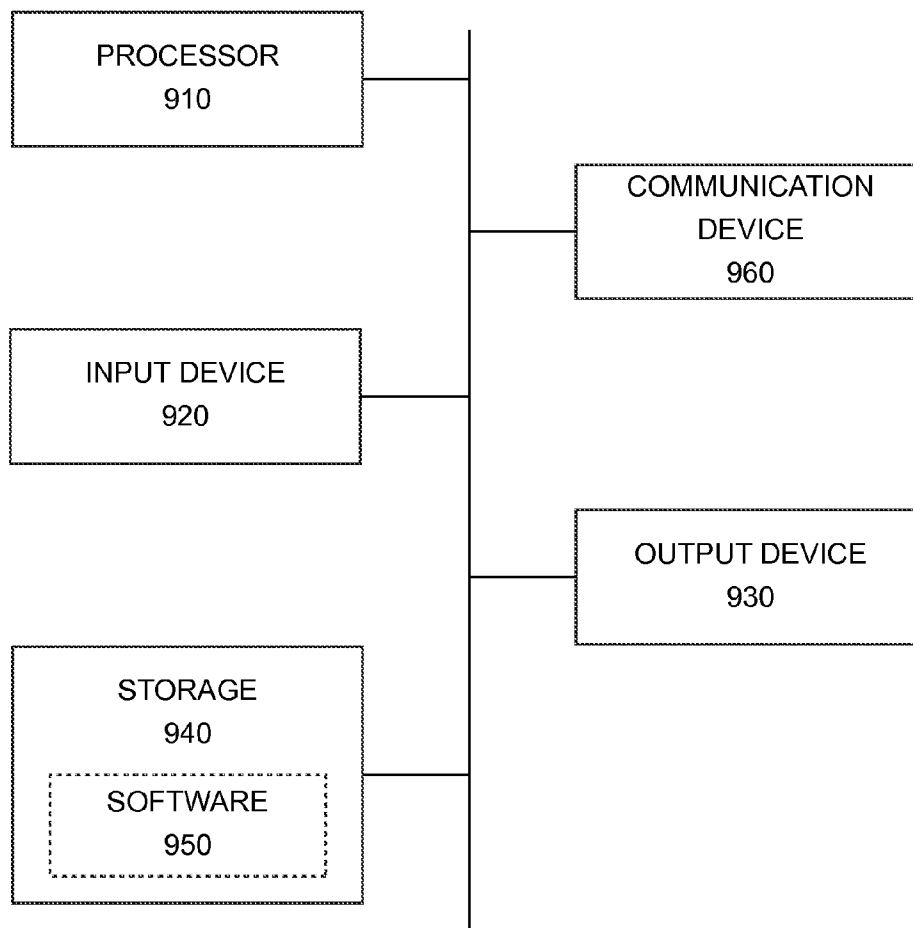 PROCESSOR
910
COMMUNICATION
DEVICE
960
INPUT DEVICE
920
OUTPUT DEVICE
930
STORAGE
940
SOFTWARE
950